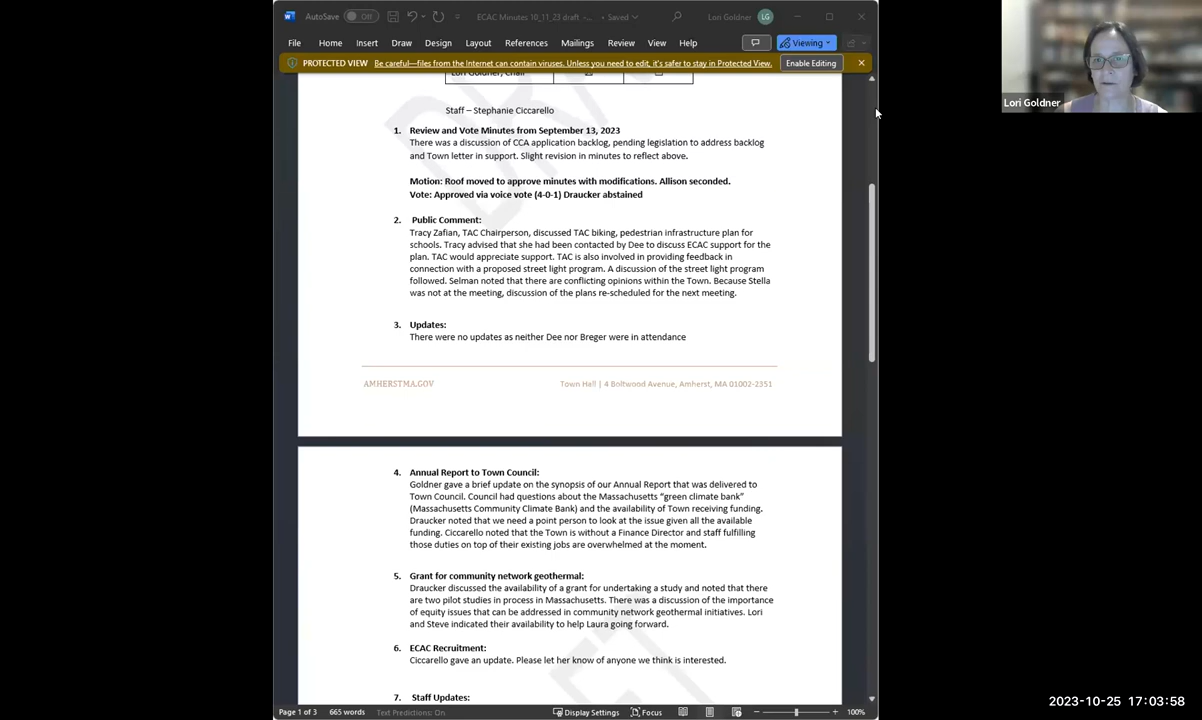 AutoSave Off ECAC Minutes 10_11_23 draft -... • Saved Lori Goldner LG
File Home Insert Draw Design Layout References Mailings Review View Help Viewing
PROTECTED VIEW Be careful—files from the Internet can contain viruses. Unless you need to edit, it's safer to stay in Protected View. Enable Editing
Lori Goldner, Chair
Lori Goldner
Staff – Stephanie Ciccarello
1. Review and Vote Minutes from September 13, 2023
There was a discussion of CCA application backlog, pending legislation to address backlog
and Town letter in support. Slight revision in minutes to reflect above.
Motion: Roof moved to approve minutes with modifications. Allison seconded.
Vote: Approved via voice vote (4-0-1) Draucker abstained
2. Public Comment:
Tracy Zafian, TAC Chairperson, discussed TAC biking, pedestrian infrastructure plan for
schools. Tracy advised that she had been contacted by Dee to discuss ECAC support for the
plan. TAC would appreciate support. TAC is also involved in providing feedback in
connection with a proposed street light program. A discussion of the street light program
followed. Selman noted that there are conflicting opinions within the Town. Because Stella
was not at the meeting, discussion of the plans re-scheduled for the next meeting.
3. Updates:
There were no updates as neither Dee nor Breger were in attendance
AMHERSTMA.GOV Town Hall | 4 Boltwood Avenue, Amherst, MA 01002-2351
4. Annual Report to Town Council:
Goldner gave a brief update on the synopsis of our Annual Report that was delivered to
Town Council. Council had questions about the Massachusetts "green climate bank"
(Massachusetts Community Climate Bank) and the availability of Town receiving funding.
Draucker noted that we need a point person to look at the issue given all the available
funding. Ciccarello noted that the Town is without a Finance Director and staff fulfilling
those duties on top of their existing jobs are overwhelmed at the moment.
5. Grant for community network geothermal:
Draucker discussed the availability of a grant for undertaking a study and noted that there
are two pilot studies in process in Massachusetts. There was a discussion of the importance
of equity issues that can be addressed in community network geothermal initiatives. Lori
and Steve indicated their availability to help Laura going forward.
6. ECAC Recruitment:
Ciccarello gave an update. Please let her know of anyone we think is interested.
7. Staff Updates:
Page 1 of 3 665 words Text Predictions: On Display Settings Focus 100%
2023-10-25 17:03:58